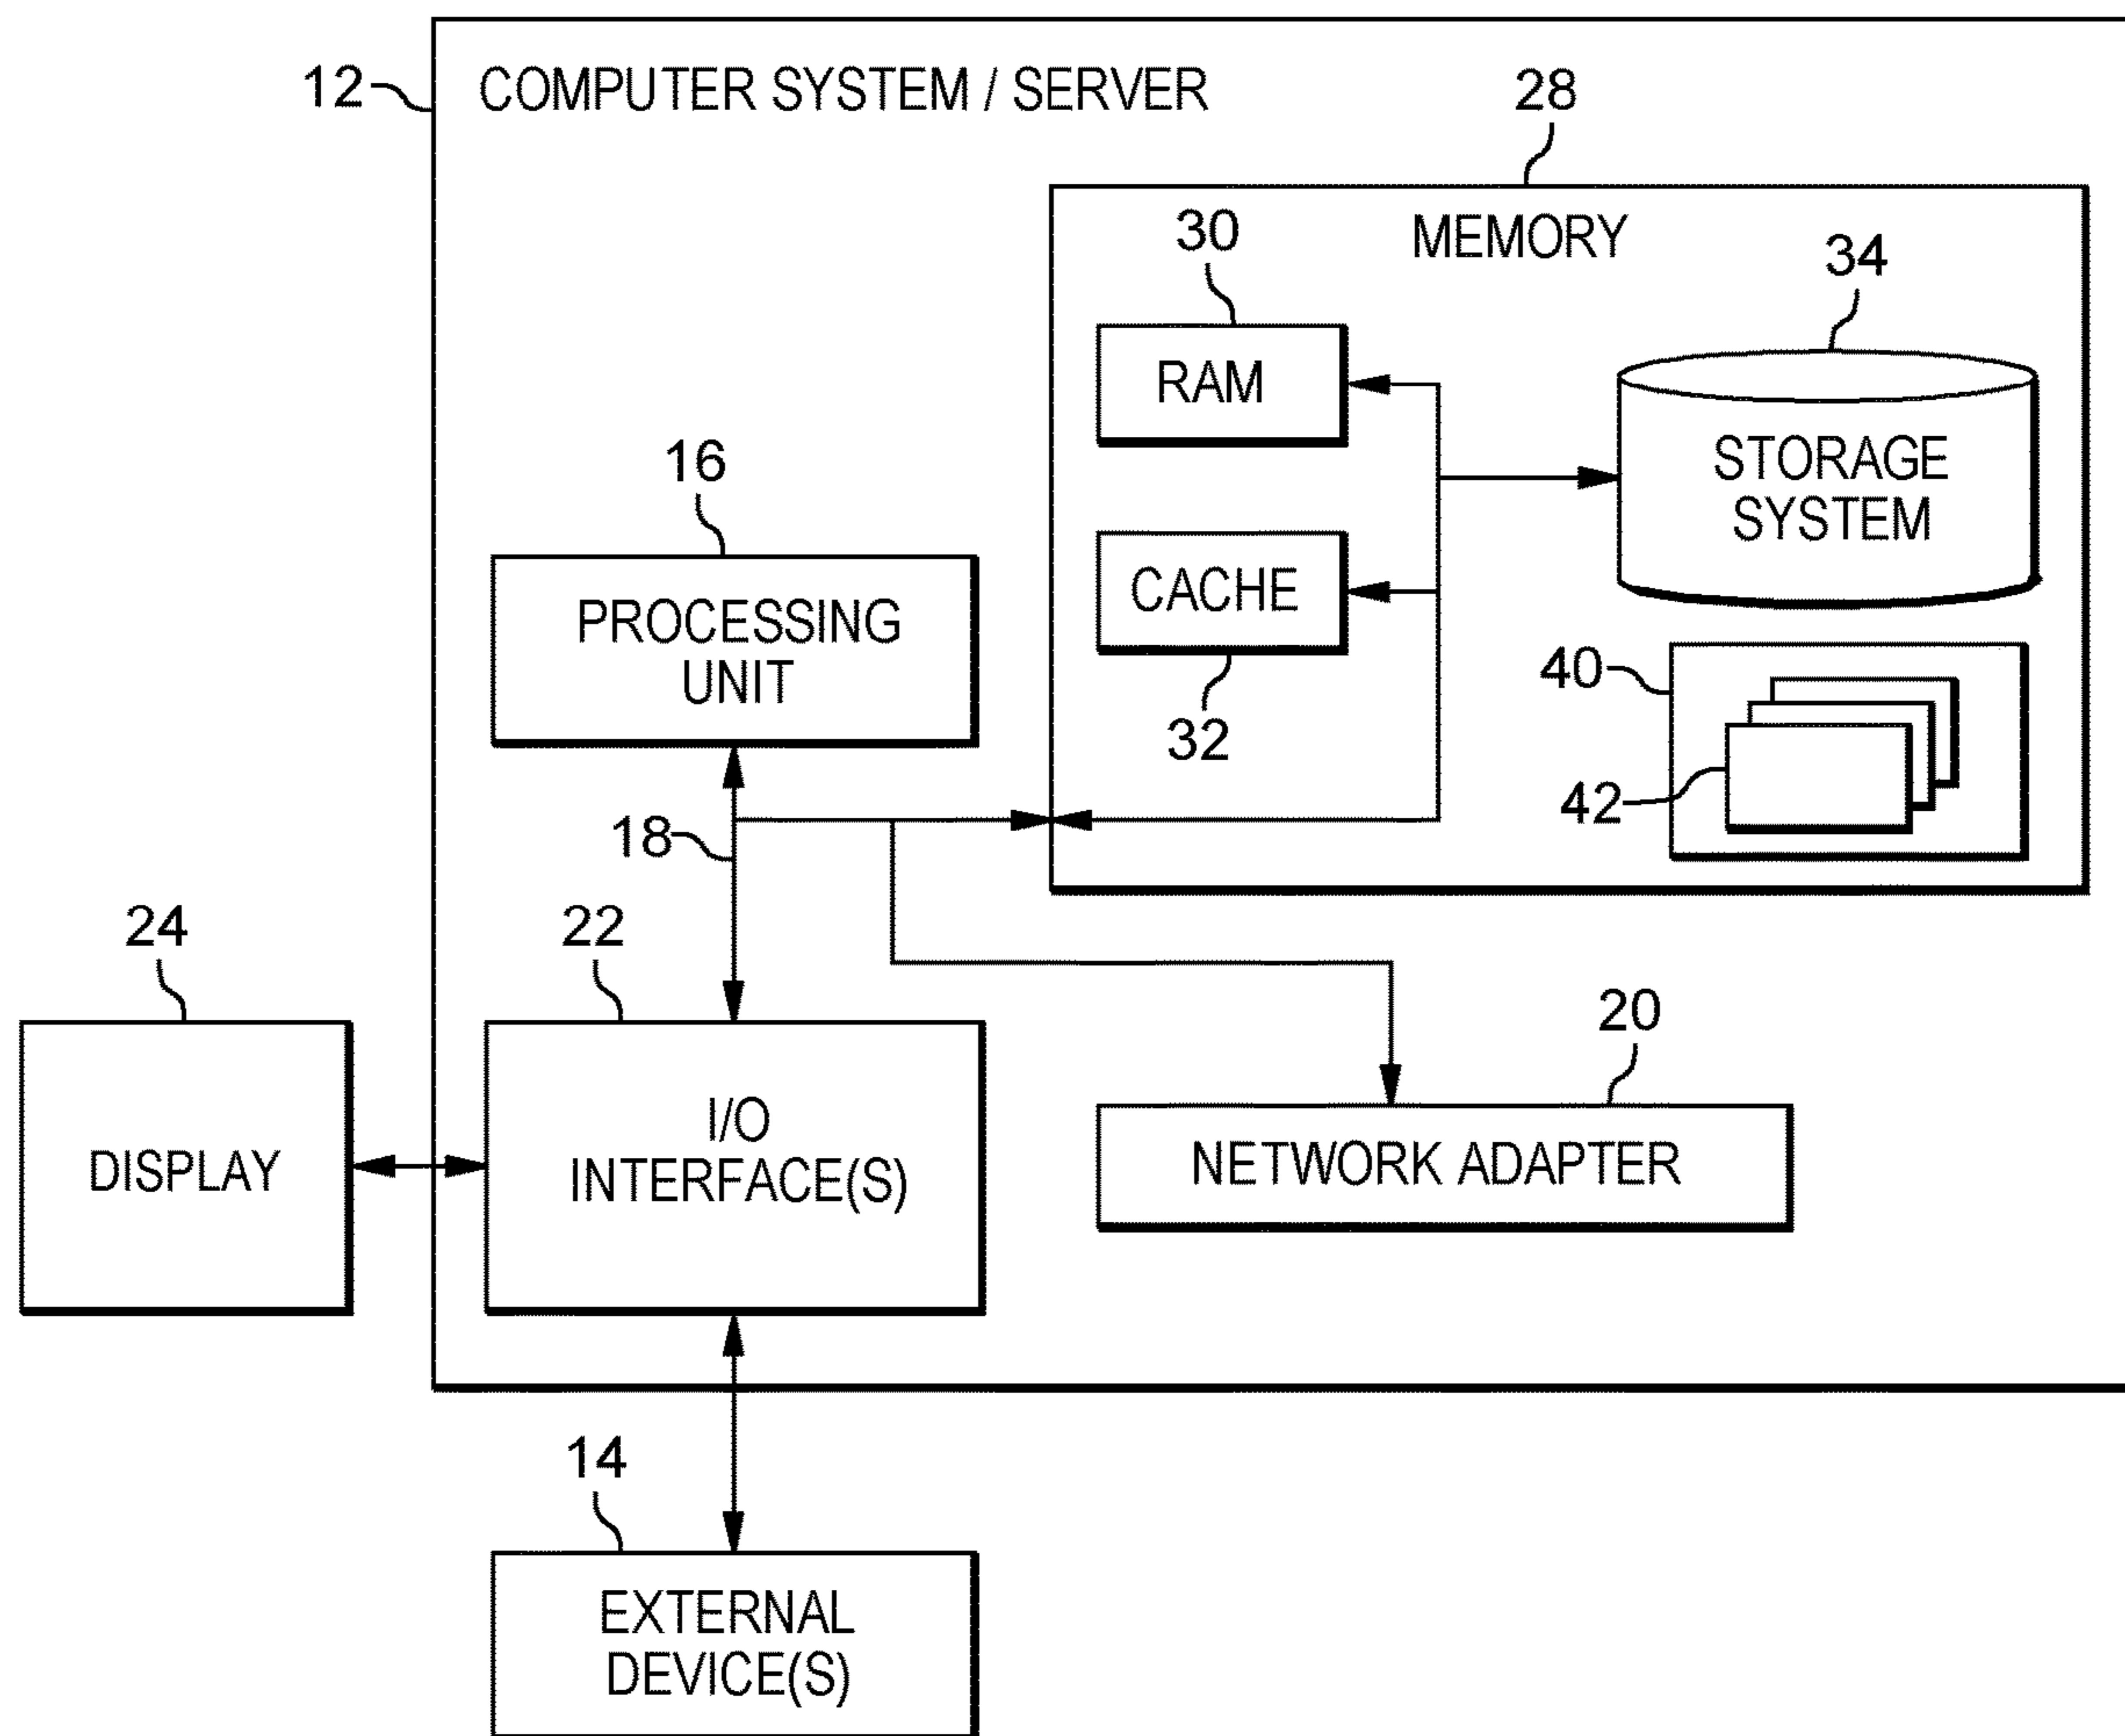 12
COMPUTER SYSTEM / SERVER
28
MEMORY
30
34
RAM
STORAGE
SYSTEM
16
PROCESSING
UNIT
CACHE
32
40
42
18
24
22
20
DISPLAY
I/O
INTERFACE(S)
NETWORK ADAPTER
14
EXTERNAL
DEVICE(S)